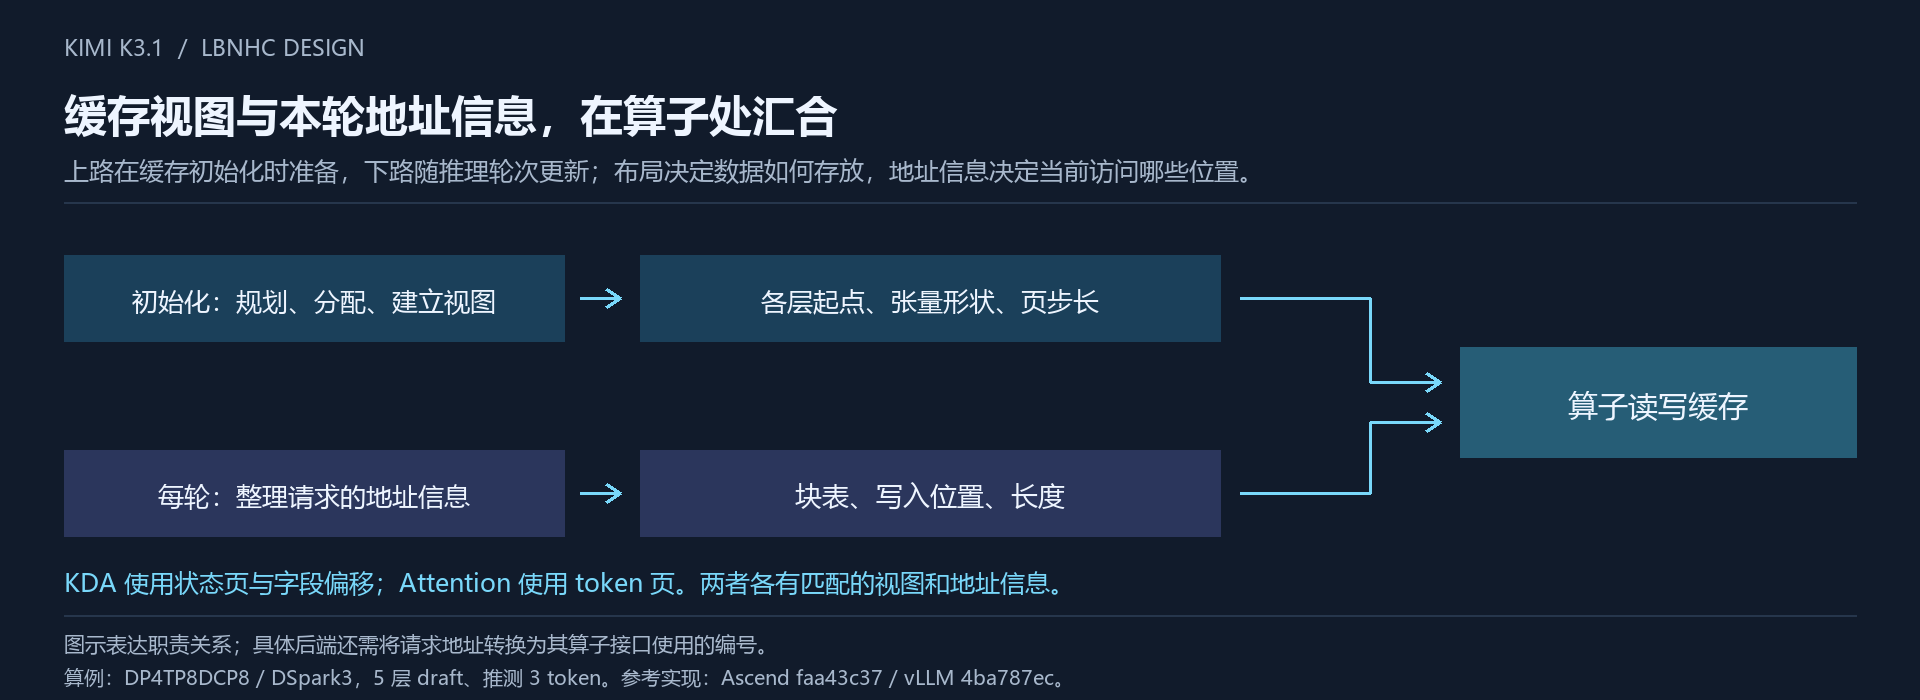 KIMI K3.1 / LBNHC DESIGN
缓存视图与本轮地址信息，在算子处汇合
上路在缓存初始化时准备，下路随推理轮次更新；布局决定数据如何存放，地址信息决定当前访问哪些位置。
初始化：规划、分配、建立视图
各层起点、张量形状、页步长
算子读写缓存
每轮：整理请求的地址信息
块表、写入位置、长度
KDA 使用状态页与字段偏移；Attention 使用 token 页。两者各有匹配的视图和地址信息。
图示表达职责关系；具体后端还需将请求地址转换为其算子接口使用的编号。
算例：DP4TP8DCP8 / DSpark3，5 层 draft、推测 3 token。参考实现：Ascend faa43c37 / vLLM 4ba787ec。